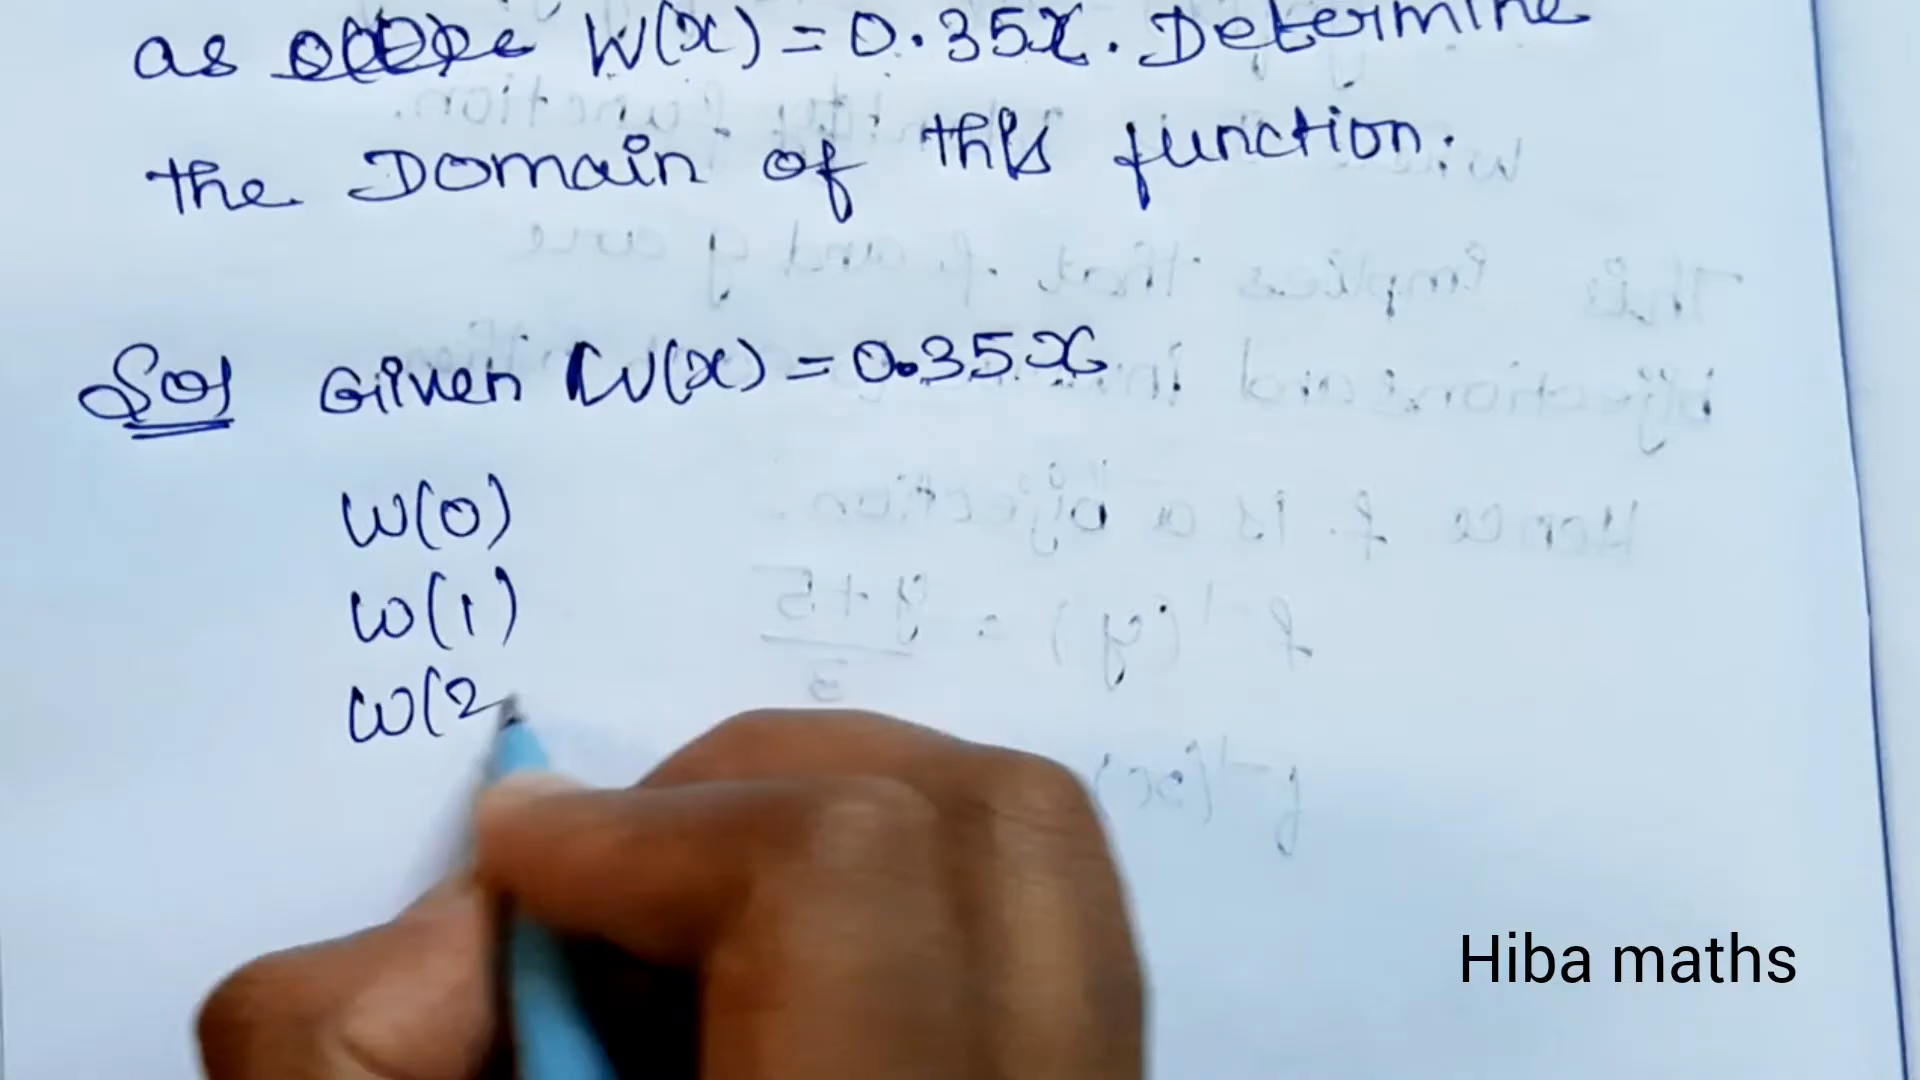 as W(x) = 0.35x. Determine
the Domain of this function.
Sol Given W(x) = 0.35x
W(0)
W(1)
W(2
Hiba maths